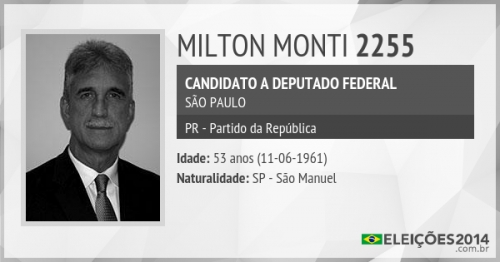 MILTON MONTI 2255
CANDIDATO A DEPUTADO FEDERAL
SÃO PAULO
PR - Partido da República
Idade: 53 anos (11-06-1961)
Naturalidade: SP - São Manuel
ELEIÇÕES2014
.com.br